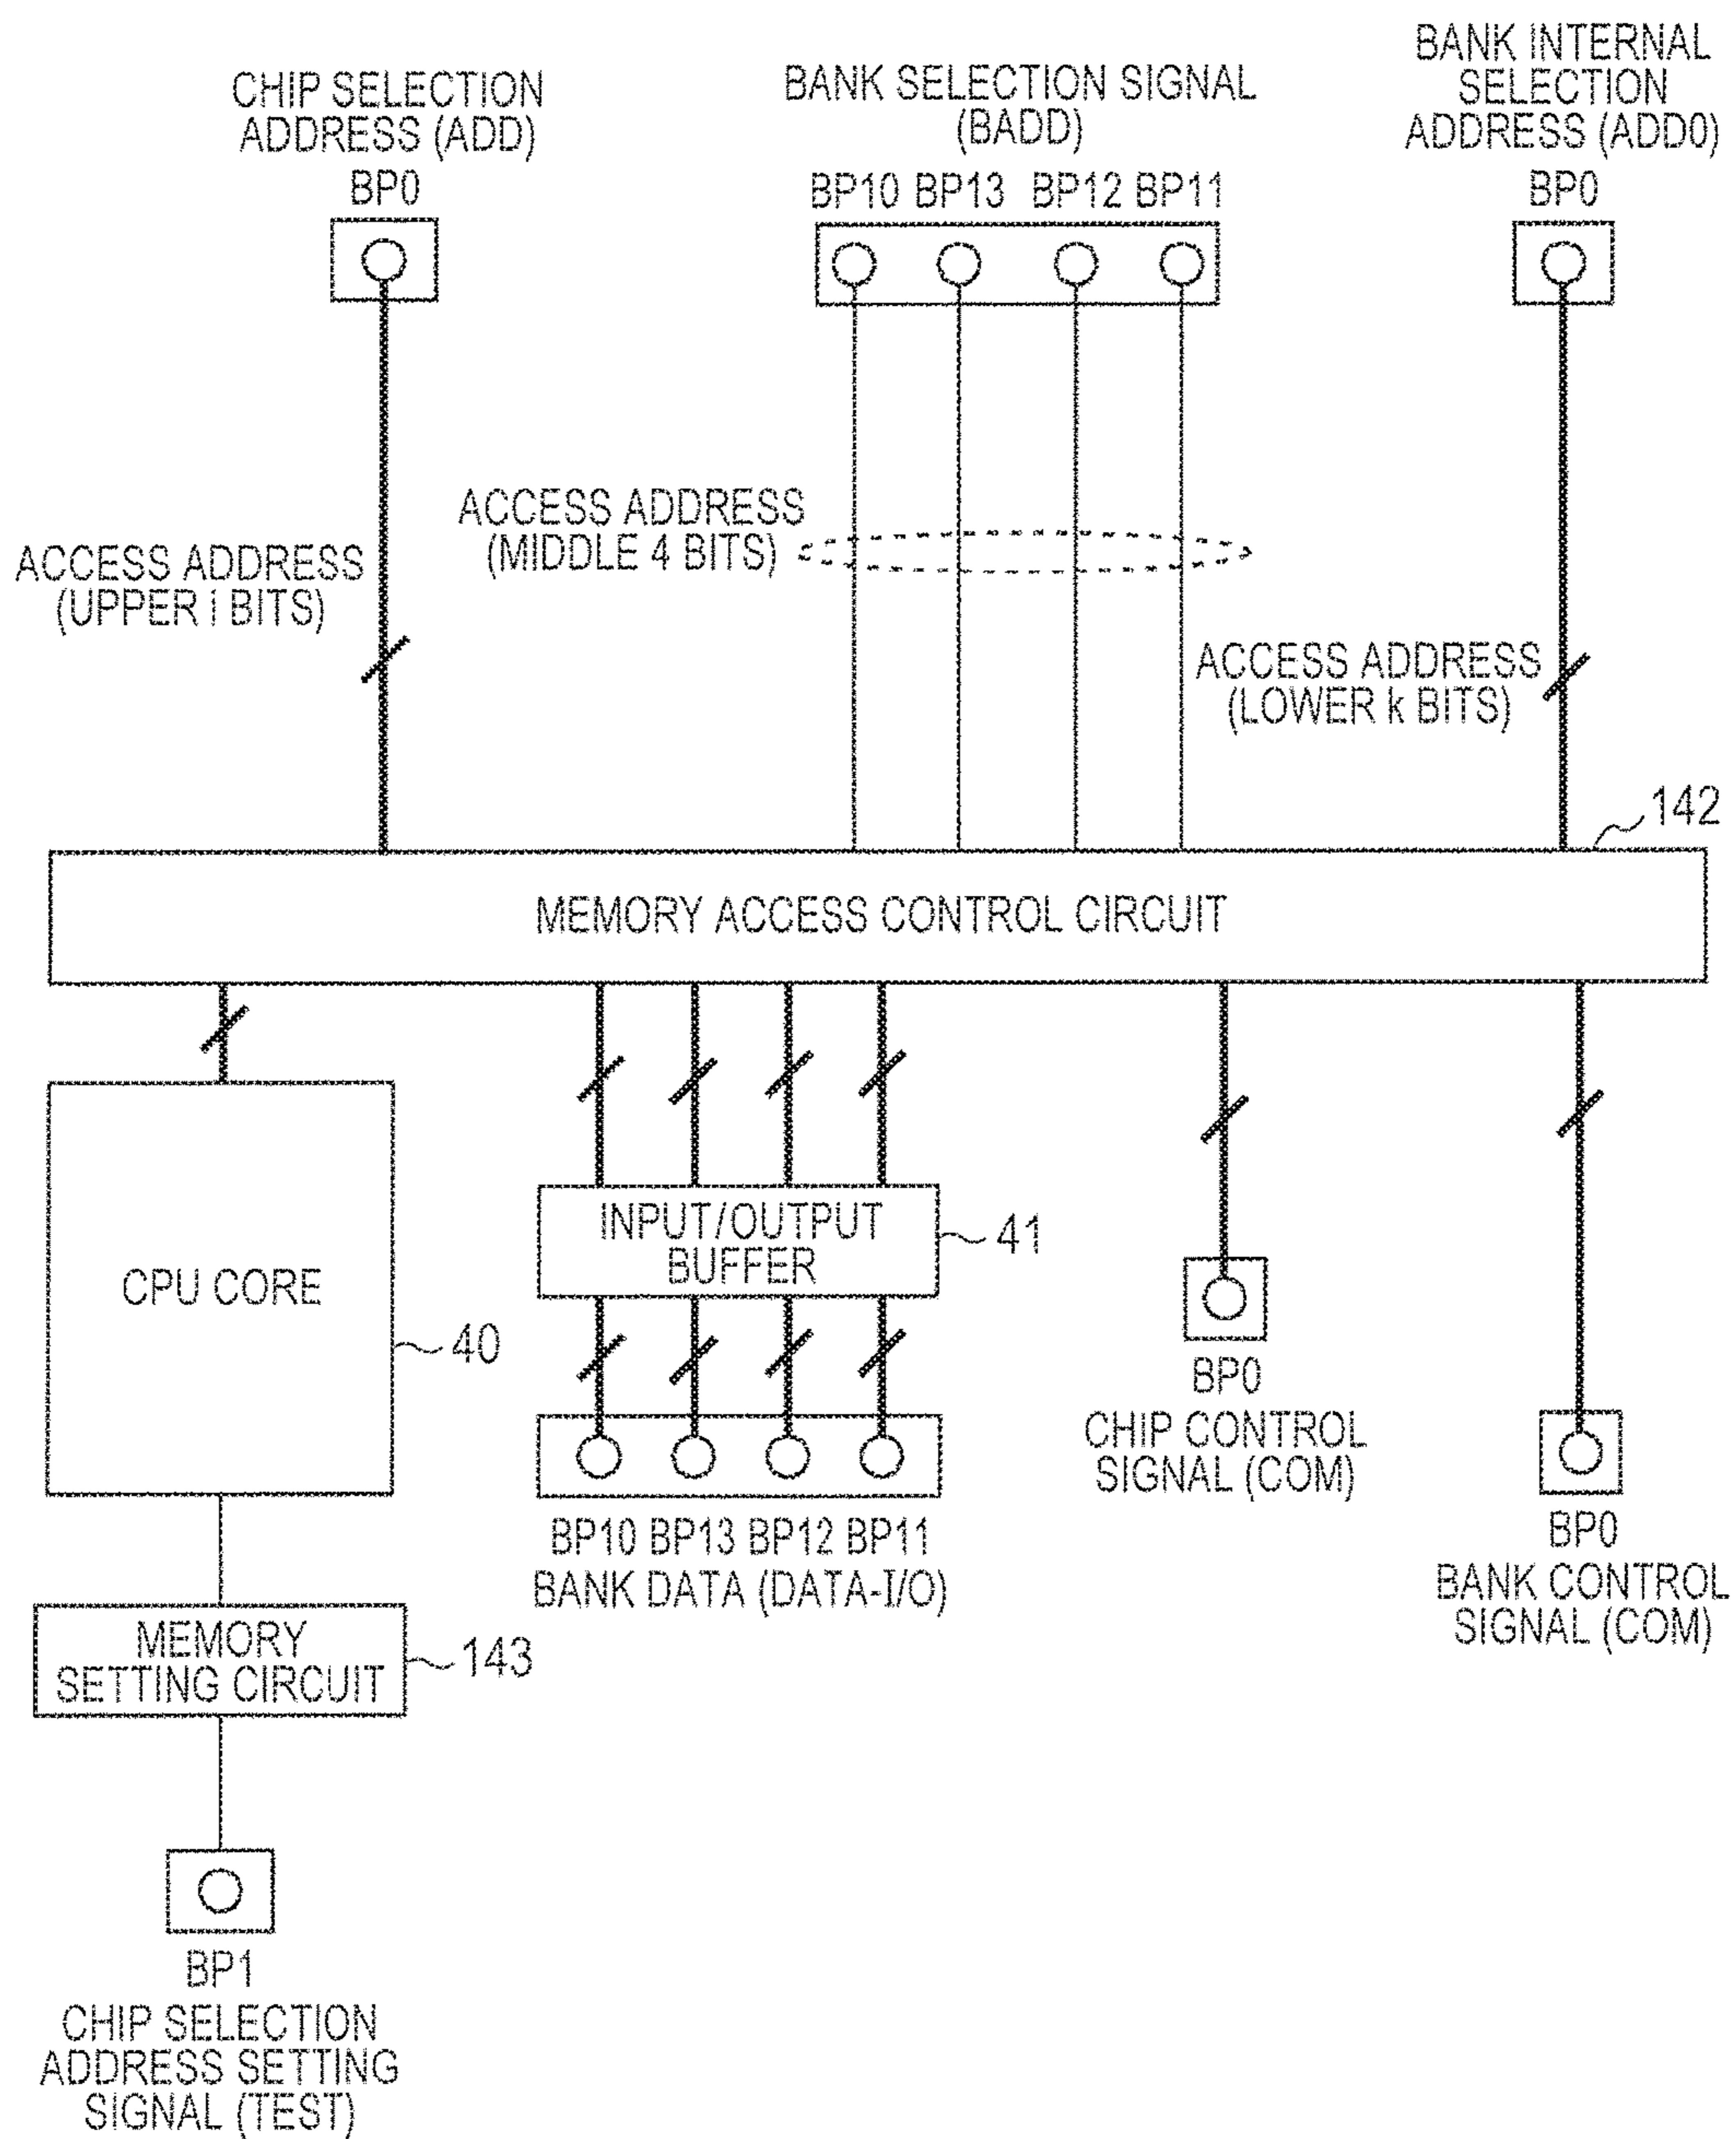 CHIP SELECTION
ADDRESS (ADD)
BP0
BANK SELECTION SIGNAL
(BADD)
BP10 BP13 BP12 BP11
BANK INTERNAL
SELECTION
ADDRESS (ADD0)
BP0
ACCESS ADDRESS
(UPPER i BITS)
ACCESS ADDRESS
(MIDDLE 4 BITS)
ACCESS ADDRESS
(LOWER k BITS)
142
MEMORY ACCESS CONTROL CIRCUIT
CPU CORE
40
INPUT/OUTPUT
BUFFER
41
BP10 BP13 BP12 BP11
BANK DATA (DATA-I/O)
BP0
CHIP CONTROL
SIGNAL (COM)
BP0
BANK CONTROL
SIGNAL (COM)
MEMORY
SETTING CIRCUIT
143
BP1
CHIP SELECTION
ADDRESS SETTING
SIGNAL (TEST)